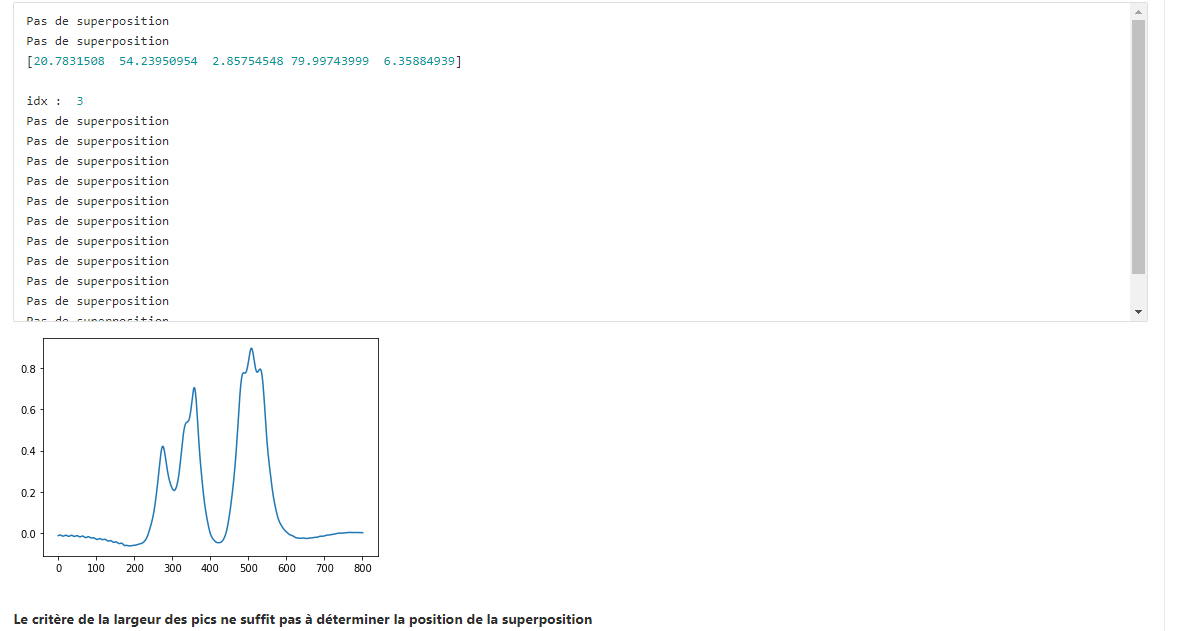 Pas de superposition
Pas de superposition
[20.7831508  54.23950954  2.85754548 79.99743999  6.35884939]
idx :  3
Pas de superposition
Pas de superposition
Pas de superposition
Pas de superposition
Pas de superposition
Pas de superposition
Pas de superposition
Pas de superposition
Pas de superposition
Pas de superposition
Pas de superposition
0.8
0.6
0.4
0.2
0.0
0 100 200 300 400 500 600 700 800
Le critère de la largeur des pics ne suffit pas à déterminer la position de la superposition